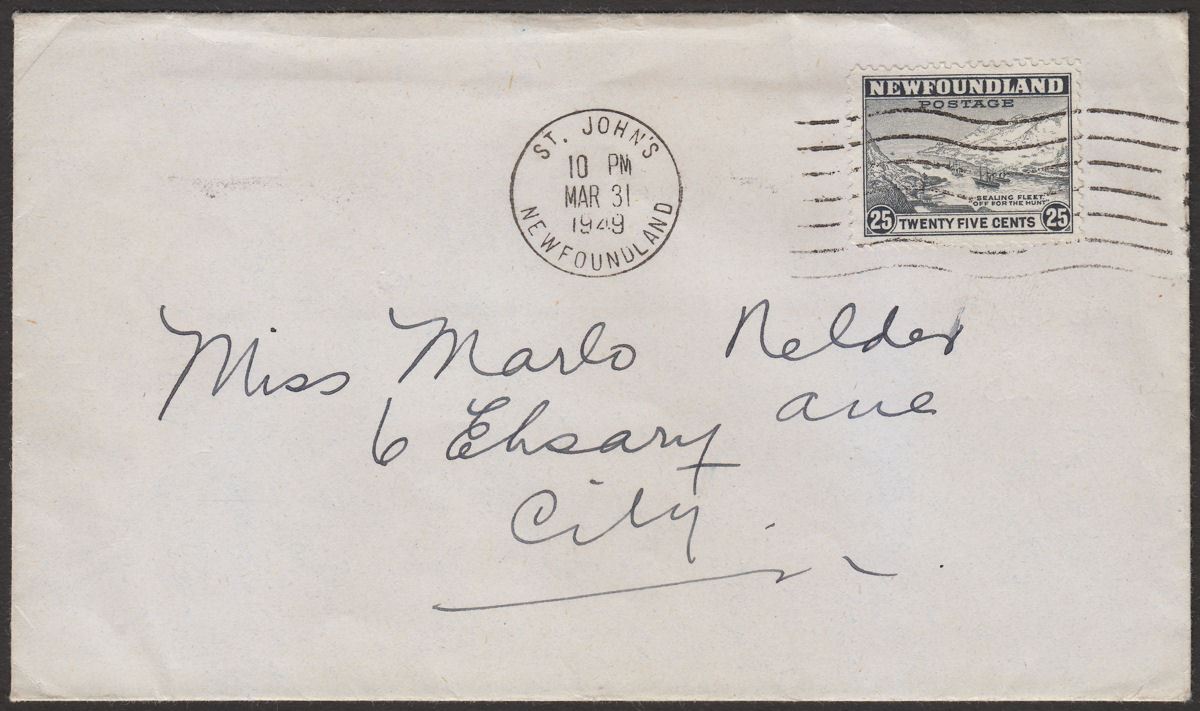 NEWFOUNDLAND
POSTAGE
"SEALING FLEET,
OFF FOR THE HUNT"
25 TWENTY FIVE CENTS 25
ST. JOHN'S
10 PM
MAR 31
1949
NEWFOUNDLAND
Miss Marlo Nelder
6 Ebsary ave
City.